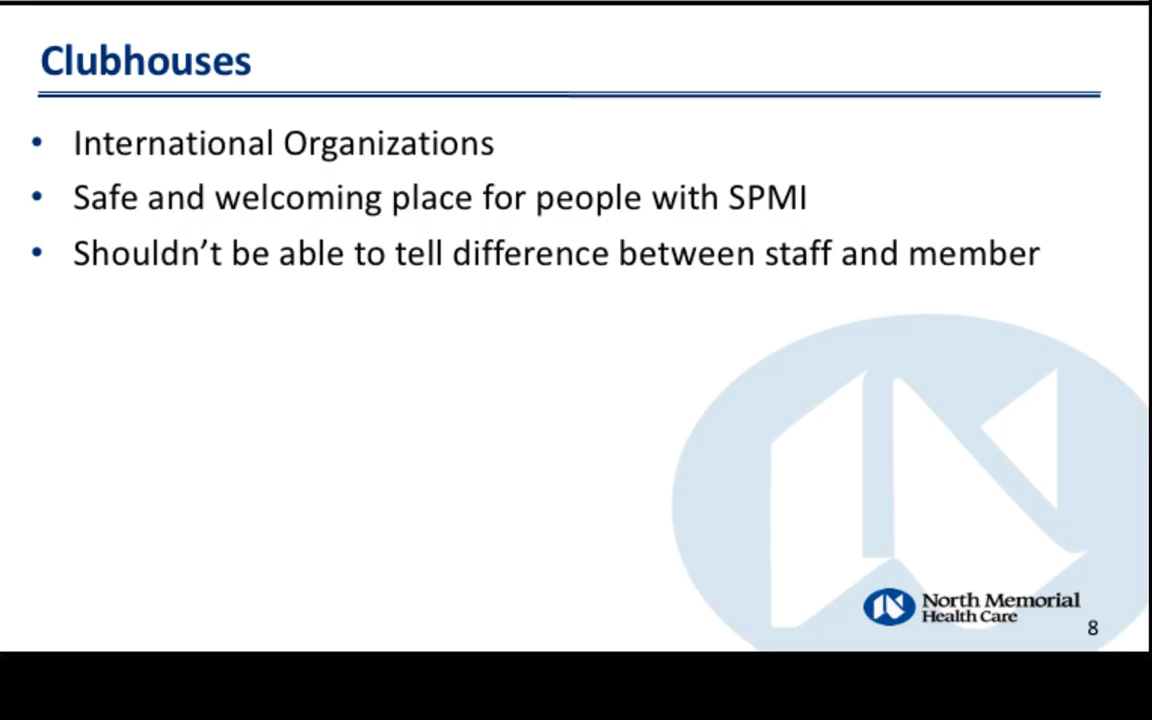 Clubhouses
• International Organizations
• Safe and welcoming place for people with SPMI
• Shouldn’t be able to tell difference between staff and member
North Memorial
Health Care
8